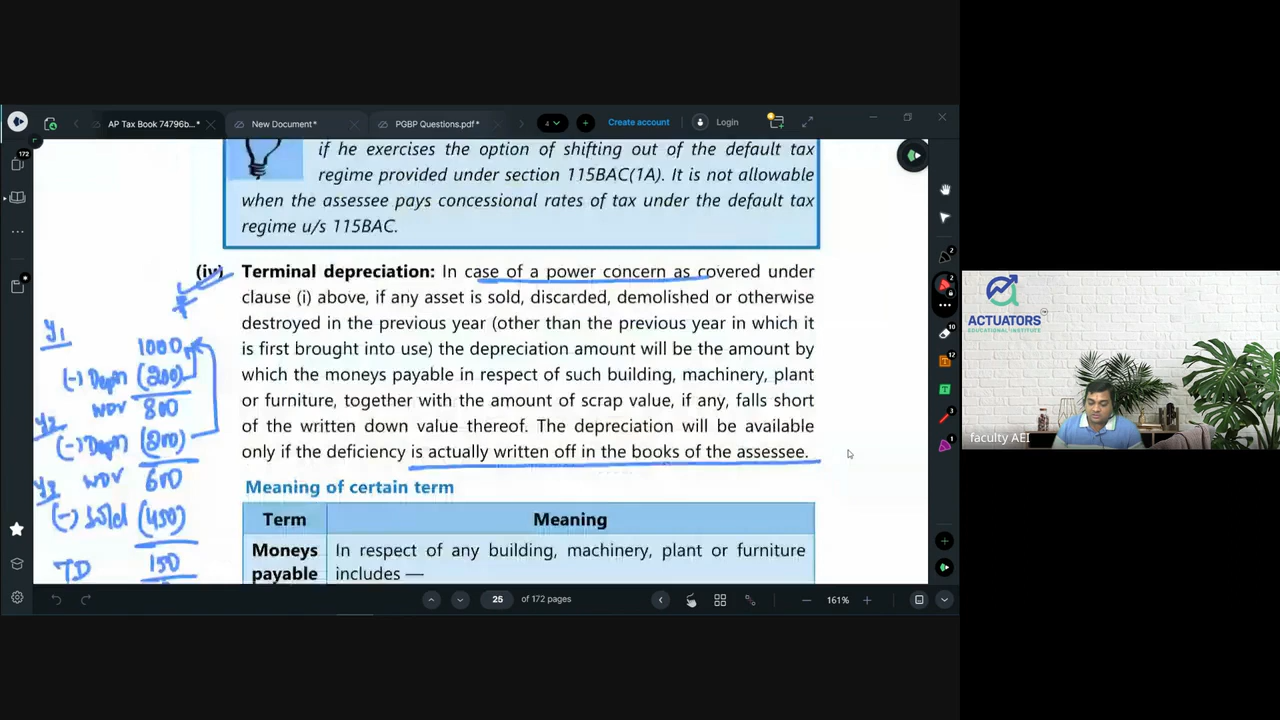 AP Tax Book 74796b...*
New Document*
PGBP Questions.pdf*
4
Create account
Login
172
if he exercises the option of shifting out of the default tax
regime provided under section 115BAC(1A). It is not allowable
when the assessee pays concessional rates of tax under the default tax
regime u/s 115BAC.
(iv) Terminal depreciation: In case of a power concern as covered under
clause (i) above, if any asset is sold, discarded, demolished or otherwise
destroyed in the previous year (other than the previous year in which it
is first brought into use) the depreciation amount will be the amount by
which the moneys payable in respect of such building, machinery, plant
or furniture, together with the amount of scrap value, if any, falls short
of the written down value thereof. The depreciation will be available
only if the deficiency is actually written off in the books of the assessee.
Y1
1000
(-) Depn (200)
WDV 800
Y2
(-) Depn (200)
Y3 WDV 600
(-) Sold (450)
TD 150
Meaning of certain term
Term Meaning
Moneys payable In respect of any building, machinery, plant or furniture
includes —
25 of 172 pages
161%
ACTUATORS
EDUCATIONAL INSTITUTE
faculty AEI